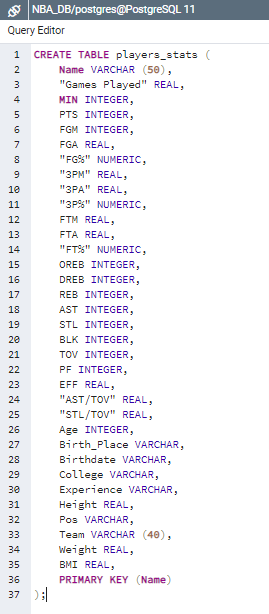 NBA_DB/postgres@PostgreSQL 11
Query Editor
1 CREATE TABLE players_stats (
2 Name VARCHAR (50),
3 "Games Played" REAL,
4 MIN INTEGER,
5 PTS INTEGER,
6 FGM INTEGER,
7 FGA REAL,
8 "FG%" NUMERIC,
9 "3PM" REAL,
10 "3PA" REAL,
11 "3P%" NUMERIC,
12 FTM REAL,
13 FTA REAL,
14 "FT%" NUMERIC,
15 OREB INTEGER,
16 DREB INTEGER,
17 REB INTEGER,
18 AST INTEGER,
19 STL INTEGER,
20 BLK INTEGER,
21 TOV INTEGER,
22 PF INTEGER,
23 EFF REAL,
24 "AST/TOV" REAL,
25 "STL/TOV" REAL,
26 Age INTEGER,
27 Birth_Place VARCHAR,
28 Birthdate VARCHAR,
29 College VARCHAR,
30 Experience VARCHAR,
31 Height REAL,
32 Pos VARCHAR,
33 Team VARCHAR (40),
34 Weight REAL,
35 BMI REAL,
36 PRIMARY KEY (Name)
37 );